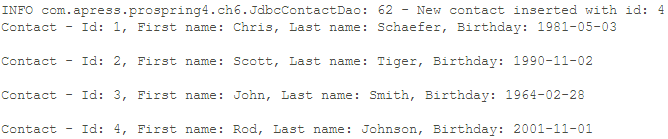 INFO com.apress.prospring4.ch6.JdbcContactDao: 62 - New contact inserted with id: 4
Contact - Id: 1, First name: Chris, Last name: Schaefer, Birthday: 1981-05-03
Contact - Id: 2, First name: Scott, Last name: Tiger, Birthday: 1990-11-02
Contact - Id: 3, First name: John, Last name: Smith, Birthday: 1964-02-28
Contact - Id: 4, First name: Rod, Last name: Johnson, Birthday: 2001-11-01